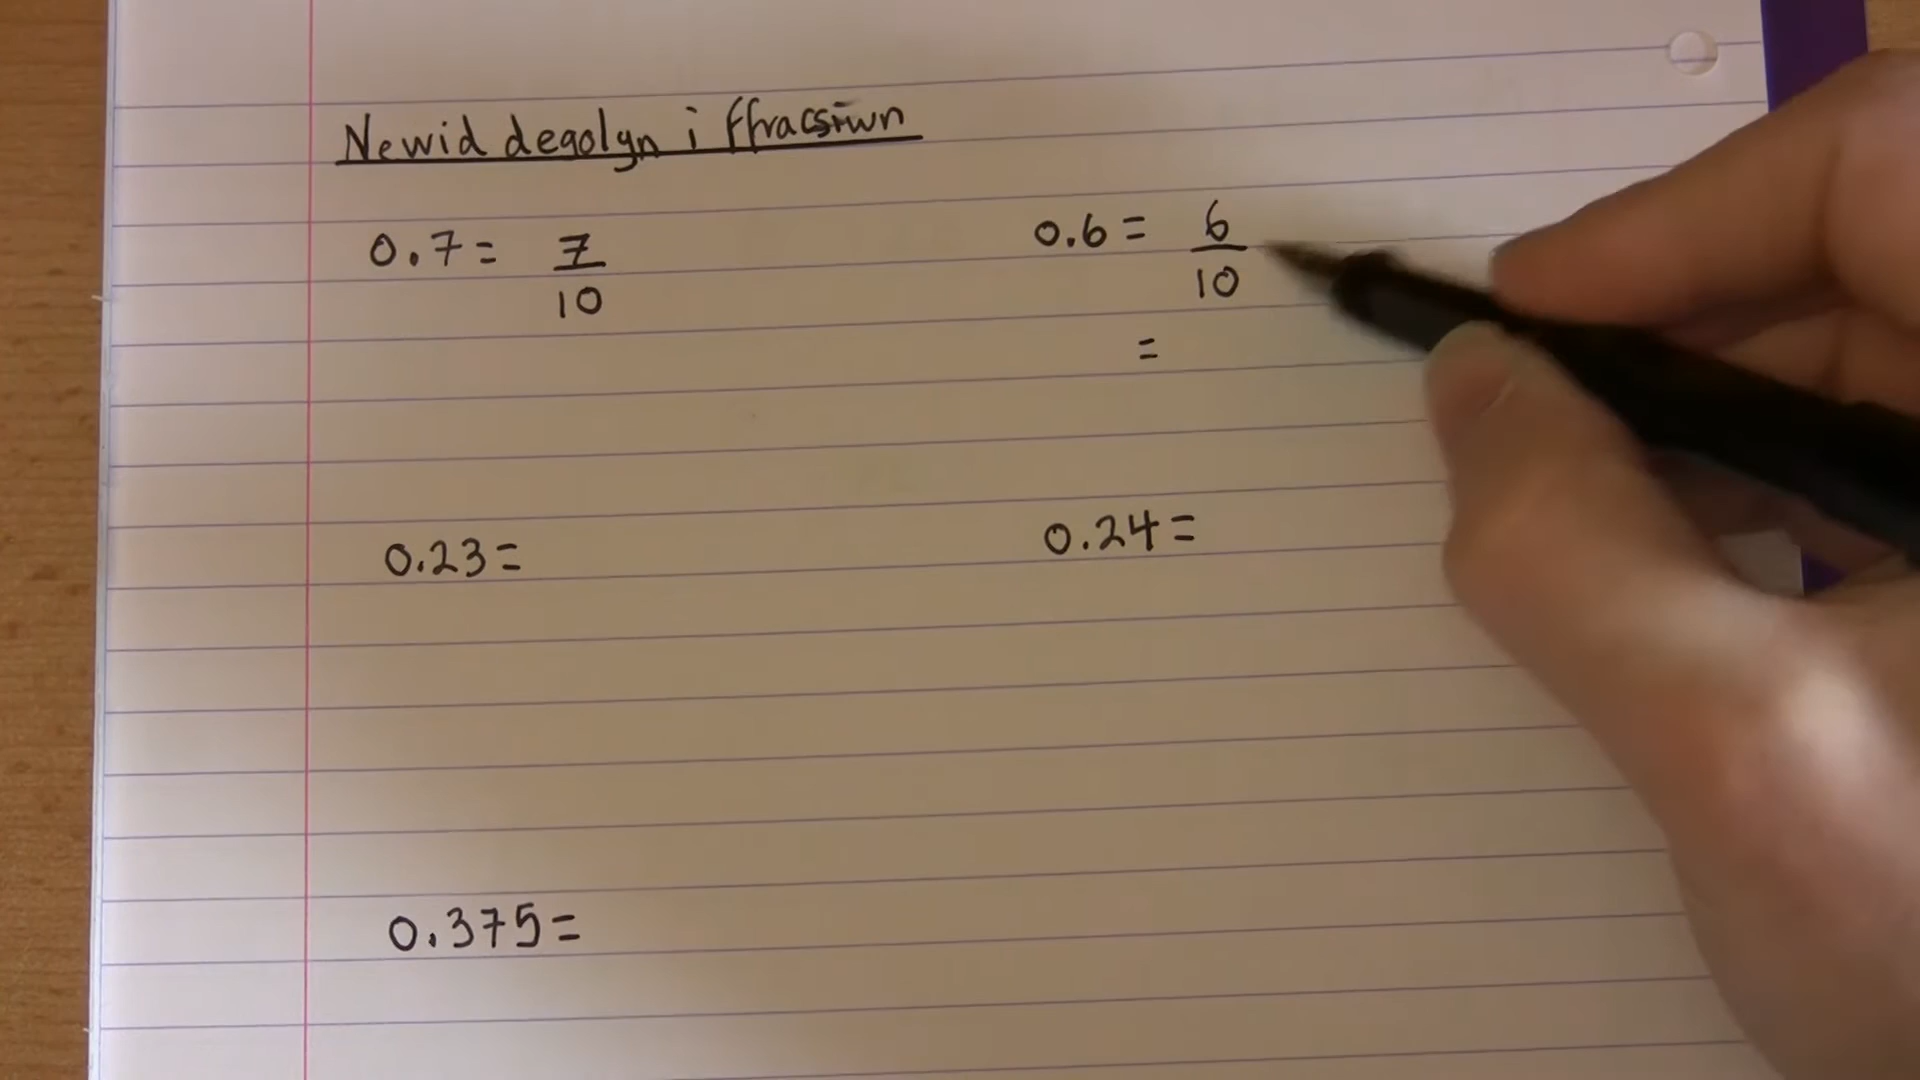 Newid degolyn i ffracsiwn
0.7 = 7/10
0.6 = 6/10
=
0.23 =
0.24 =
0.375 =